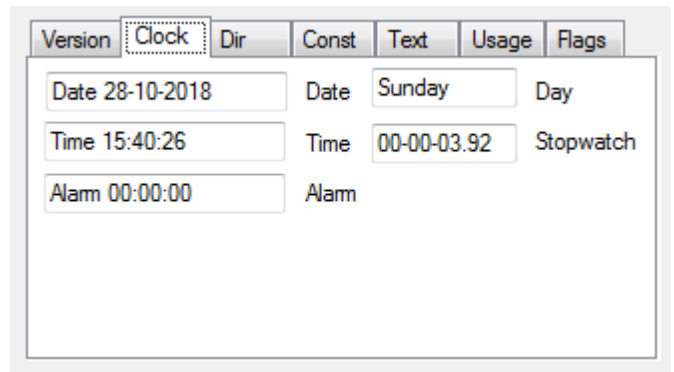 Version Clock Dir Const Text Usage Flags
Date 28-10-2018 Date Sunday Day
Time 15:40:26 Time 00-00-03.92 Stopwatch
Alarm 00:00:00 Alarm